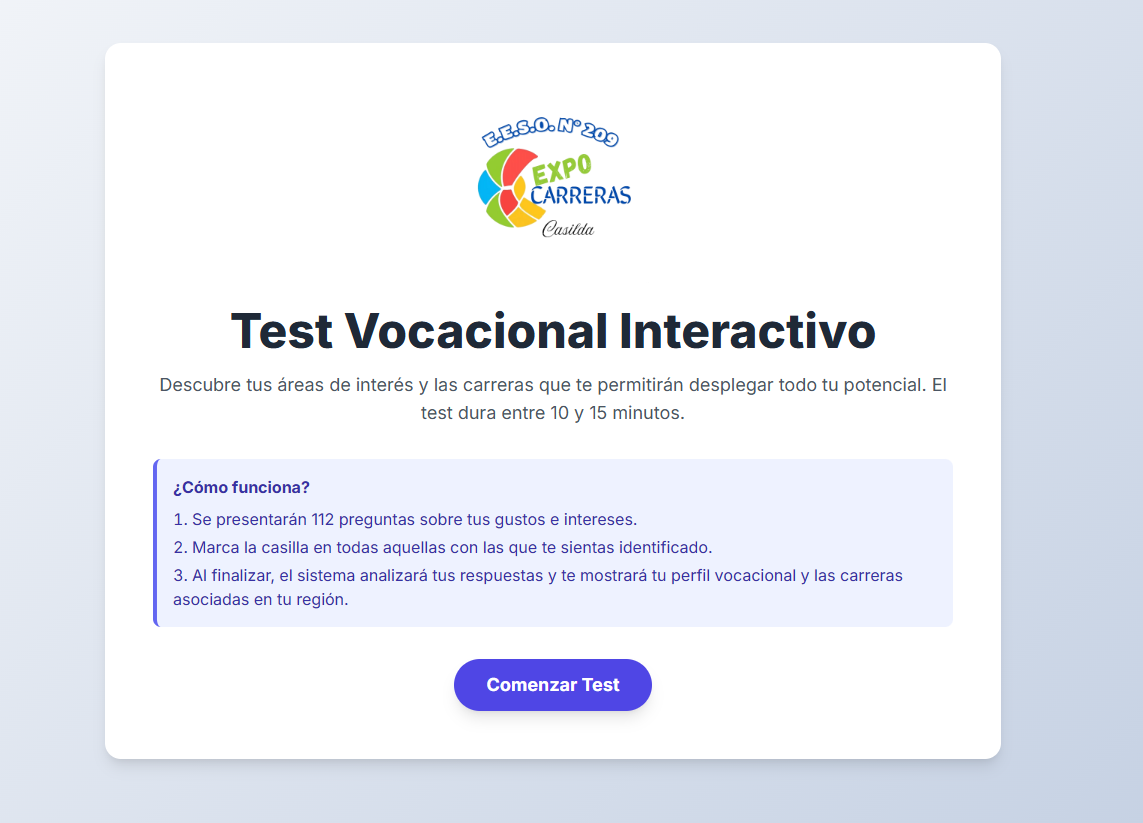 E.E.S.O. Nº 209
EXPO
CARRERAS
Casilda
Test Vocacional Interactivo
Descubre tus áreas de interés y las carreras que te permitirán desplegar todo tu potencial. El
test dura entre 10 y 15 minutos.
¿Cómo funciona?
1. Se presentarán 112 preguntas sobre tus gustos e intereses.
2. Marca la casilla en todas aquellas con las que te sientas identificado.
3. Al finalizar, el sistema analizará tus respuestas y te mostrará tu perfil vocacional y las carreras
asociadas en tu región.
Comenzar Test